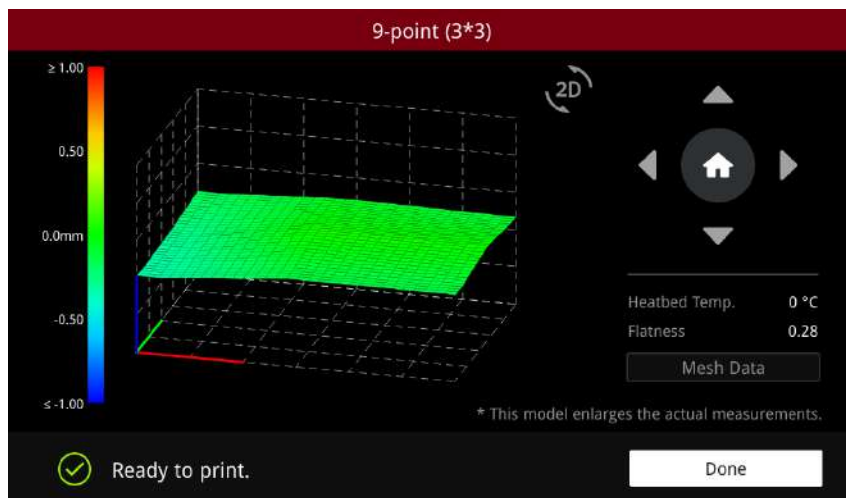 9-point (3*3)
≥ 1.00
0.50
0.0mm
-0.50
≤ -1.00
2D
Heatbed Temp. 0 °C
Flatness 0.28
Mesh Data
* This model enlarges the actual measurements.
Ready to print.
Done